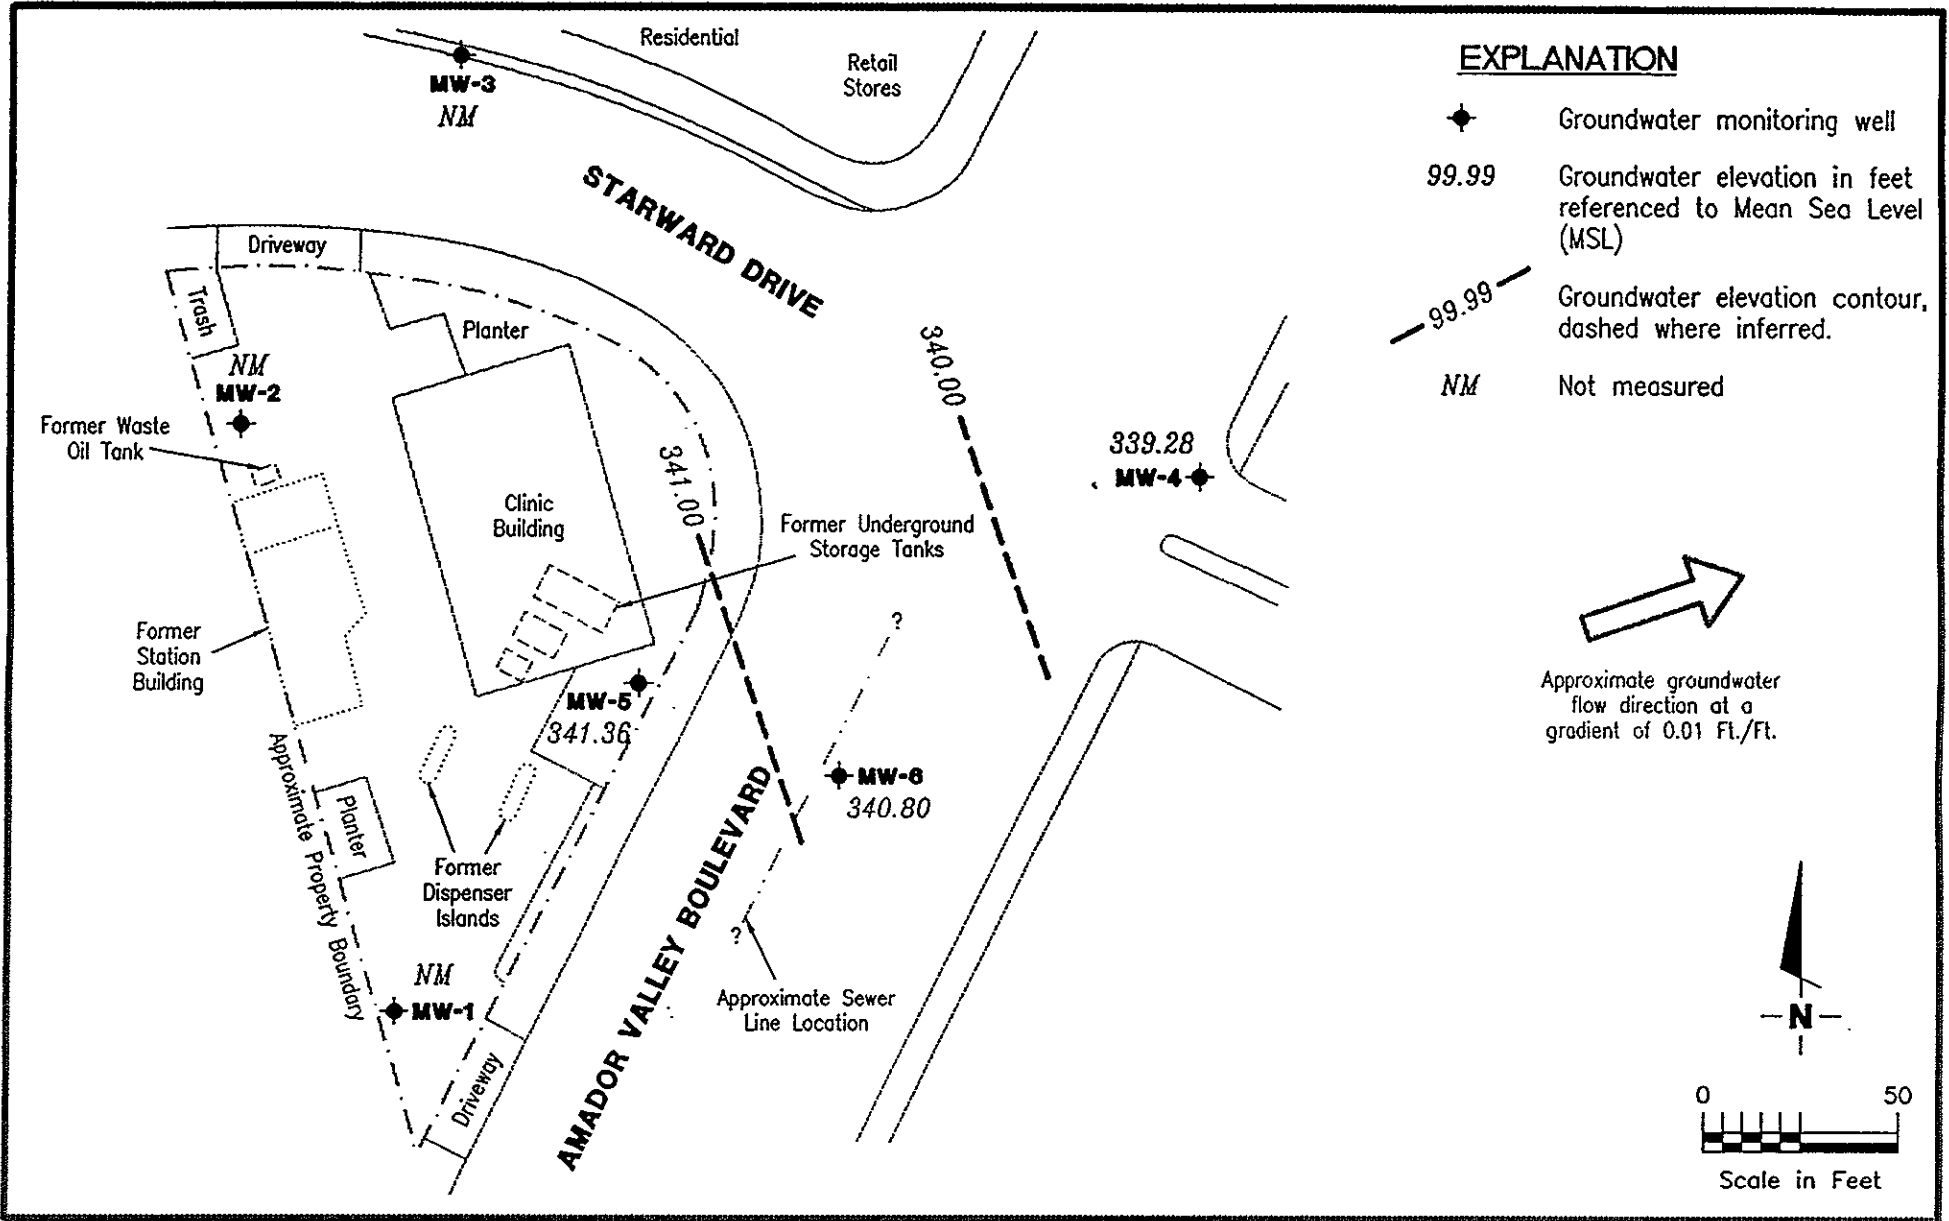 Residential
Retail
Stores
MW-3
NM
STARWARD DRIVE
Driveway
Trash
Planter
NM
MW-2
Former Waste
Oil Tank
Clinic
Building
341.00
340.00
339.28
MW-4
Former Underground
Storage Tanks
?
Former
Station
Building
MW-5
341.36
MW-6
340.80
Approximate Property Boundary
Planter
Former
Dispenser
Islands
?
NM
MW-1
Approximate Sewer
Line Location
AMADOR VALLEY BOULEVARD
Driveway
EXPLANATION
Groundwater monitoring well
99.99
Groundwater elevation in feet
referenced to Mean Sea Level
(MSL)
99.99
Groundwater elevation contour,
dashed where inferred.
NM
Not measured
Approximate groundwater
flow direction at a
gradient of 0.01 Ft./Ft.
N
0 50
Scale in Feet